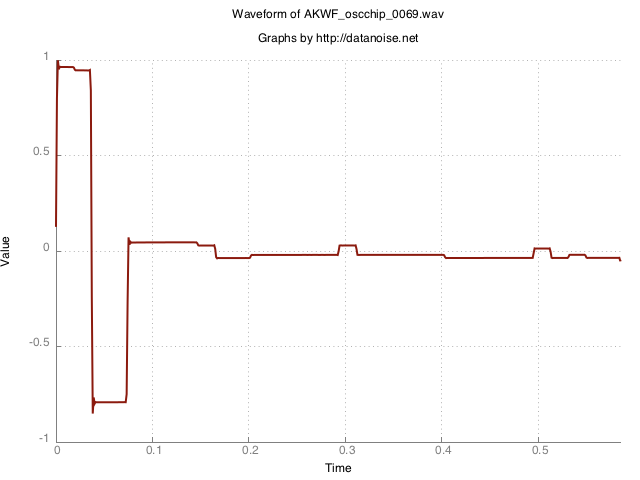 Waveform of AKWF_oscchip_0069.wav
Graphs by http://datanoise.net
1
0.5
0
-0.5
-1
Value
0 0.1 0.2 0.3 0.4 0.5
Time